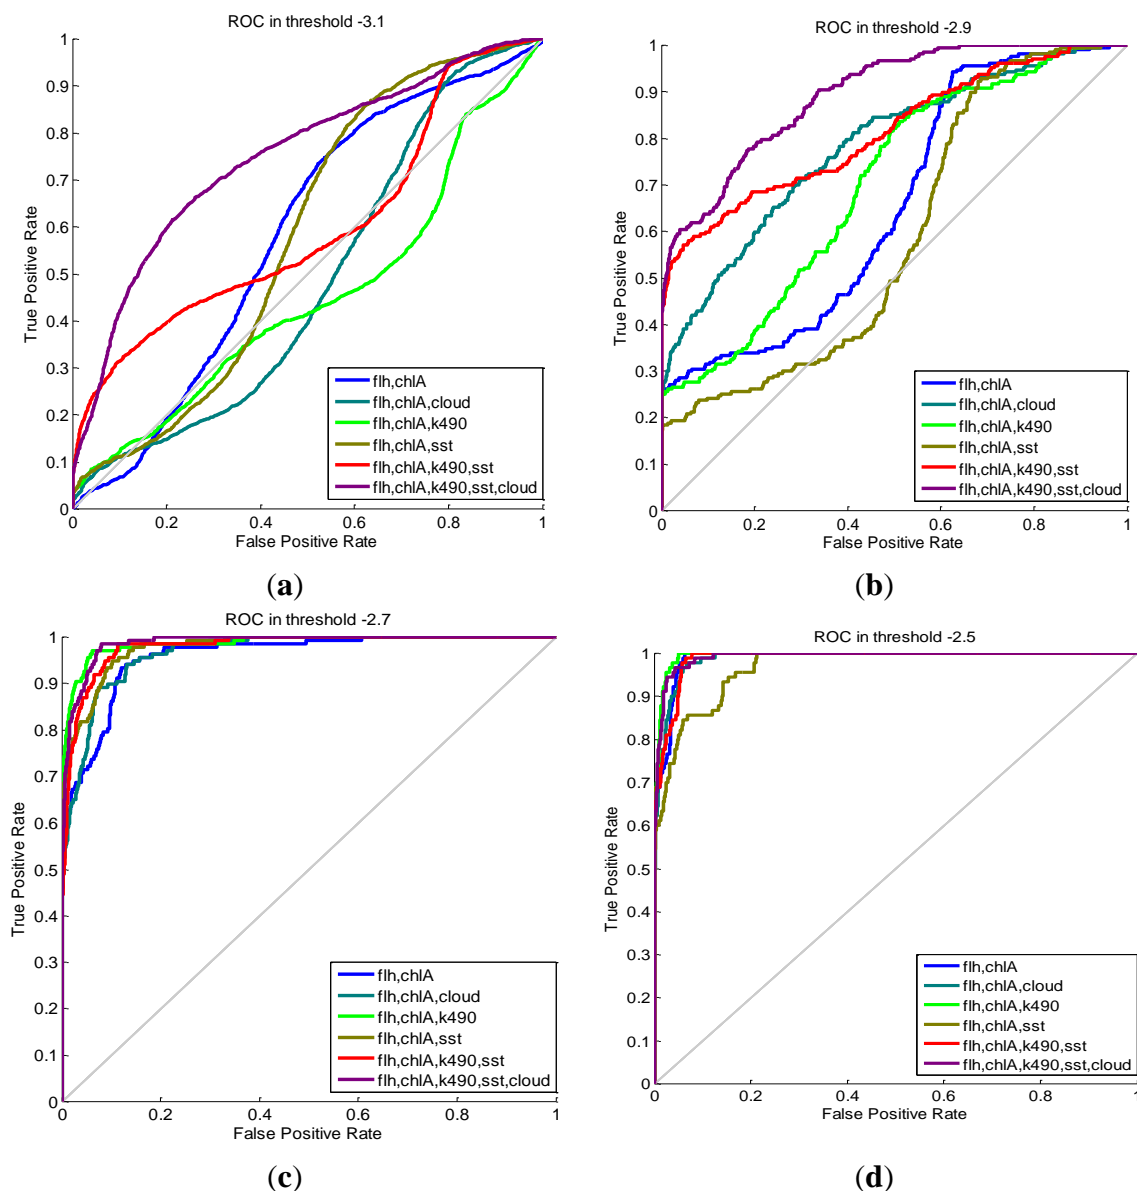 ROC in threshold -3.1
1
0.9
0.8
0.7
0.6
0.5
0.4
0.3
0.2
0.1
0
0 0.2 0.4 0.6 0.8 1
True Positive Rate
False Positive Rate
flh,chlA
flh,chlA,cloud
flh,chlA,k490
flh,chlA,sst
flh,chlA,k490,sst
flh,chlA,k490,sst,cloud
(a)
ROC in threshold -2.9
1
0.9
0.8
0.7
0.6
0.5
0.4
0.3
0.2
0.1
0
0 0.2 0.4 0.6 0.8 1
True Positive Rate
False Positive Rate
flh,chlA
flh,chlA,cloud
flh,chlA,k490
flh,chlA,sst
flh,chlA,k490,sst
flh,chlA,k490,sst,cloud
(b)
ROC in threshold -2.7
1
0.9
0.8
0.7
0.6
0.5
0.4
0.3
0.2
0.1
0
0 0.2 0.4 0.6 0.8 1
True Positive Rate
False Positive Rate
flh,chlA
flh,chlA,cloud
flh,chlA,k490
flh,chlA,sst
flh,chlA,k490,sst
flh,chlA,k490,sst,cloud
(c)
ROC in threshold -2.5
1
0.9
0.8
0.7
0.6
0.5
0.4
0.3
0.2
0.1
0
0 0.2 0.4 0.6 0.8 1
True Positive Rate
False Positive Rate
flh,chlA
flh,chlA,cloud
flh,chlA,k490
flh,chlA,sst
flh,chlA,k490,sst
flh,chlA,k490,sst,cloud
(d)